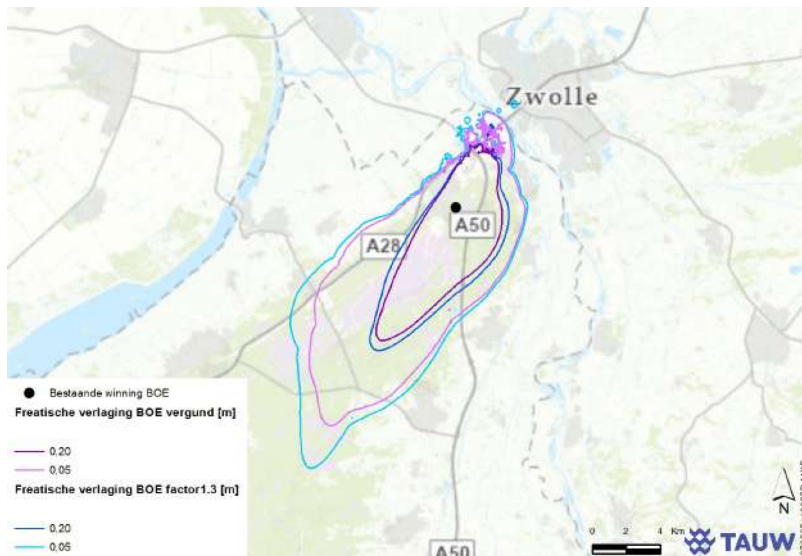 Zwolle
A50
A28
Bestaande winning BOE
Freatische verlaging BOE vergund [m]
0,20
0,05
Freatische verlaging BOE factor1.3 [m]
0,20
0,05
N
0 2 4 Km
TAUW
A50